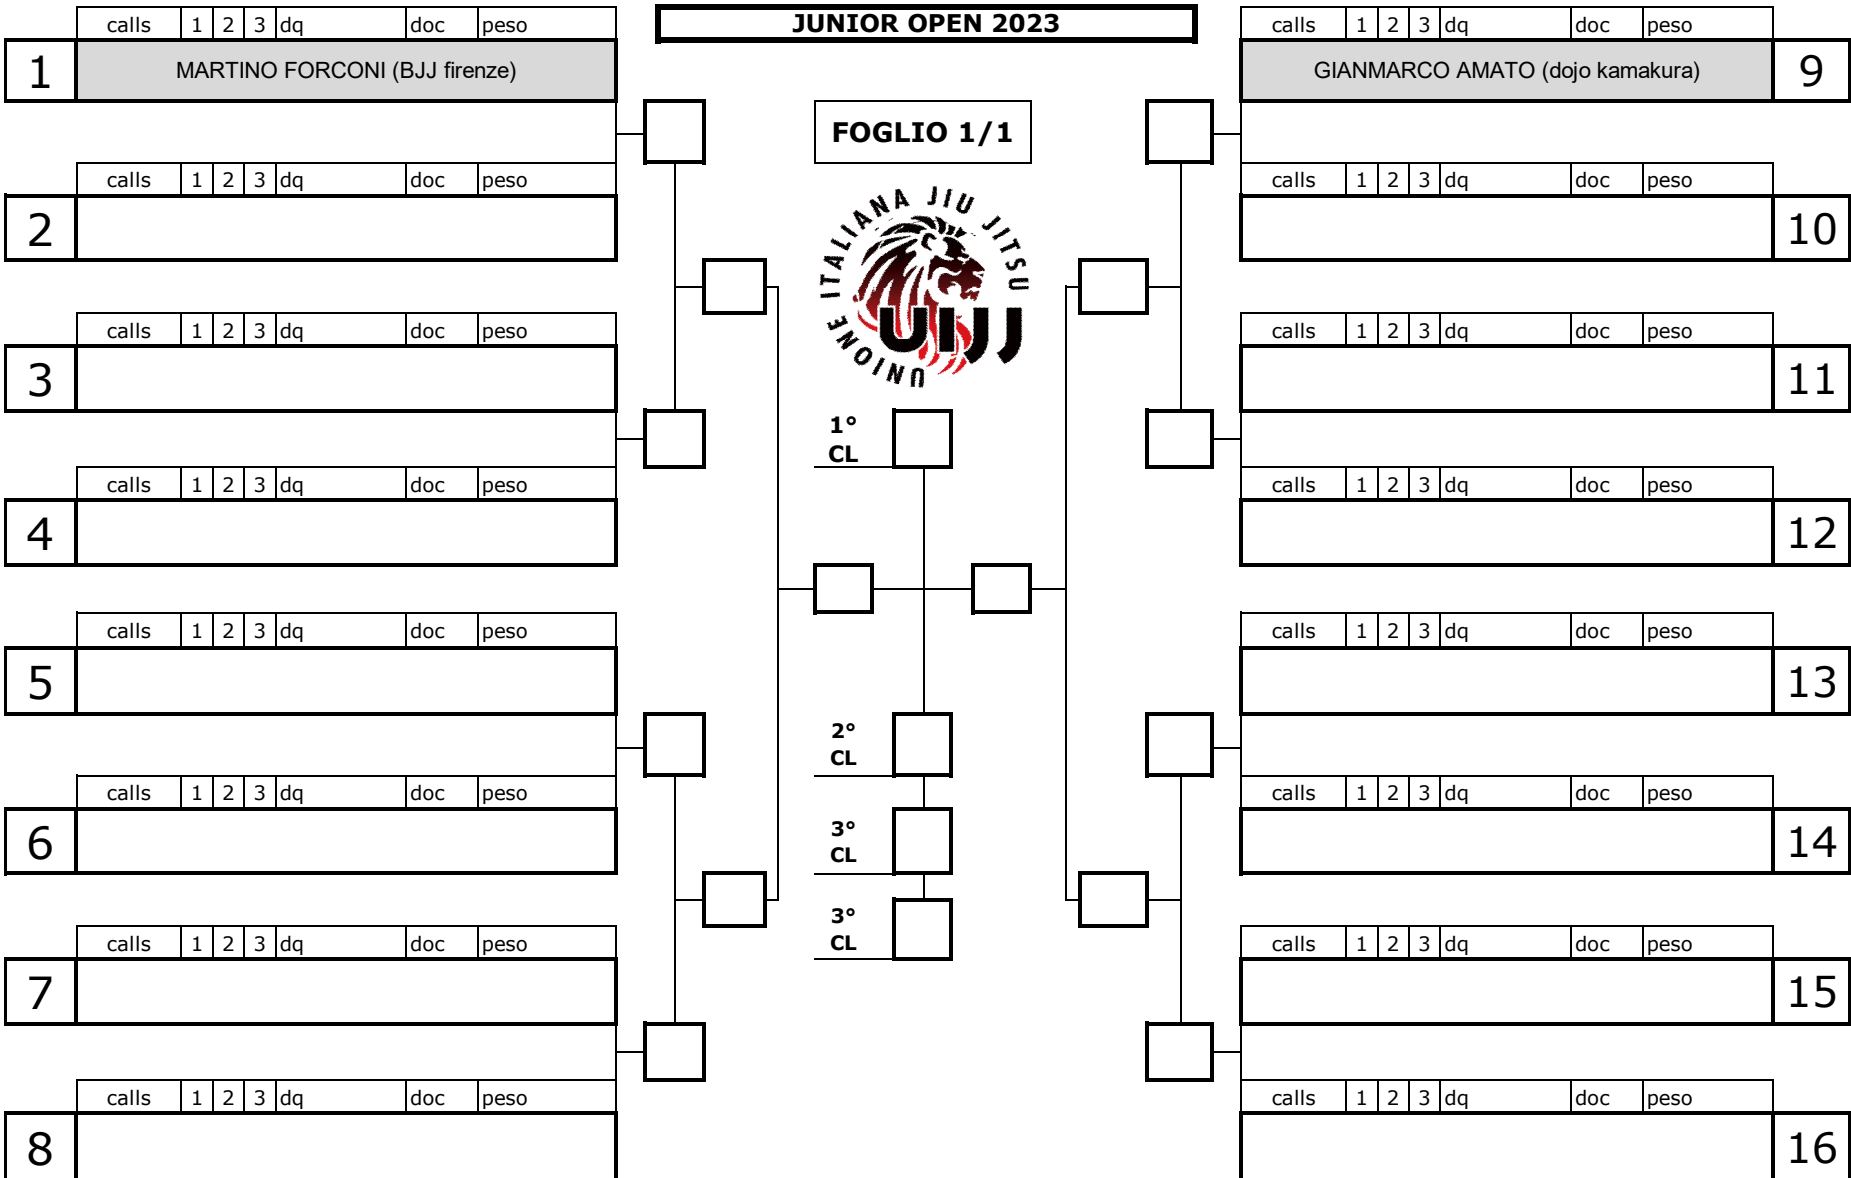 JUNIOR OPEN 2023
calls 1 2 3 dq doc peso
1 MARTINO FORCONI (BJJ firenze)
calls 1 2 3 dq doc peso
2
calls 1 2 3 dq doc peso
3
calls 1 2 3 dq doc peso
4
calls 1 2 3 dq doc peso
5
calls 1 2 3 dq doc peso
6
calls 1 2 3 dq doc peso
7
calls 1 2 3 dq doc peso
8
FOGLIO 1/1
UNIONE ITALIANA JIU JITSU
UIJJ
1°
CL
2°
CL
3°
CL
3°
CL
calls 1 2 3 dq doc peso
GIANMARCO AMATO (dojo kamakura) 9
calls 1 2 3 dq doc peso
10
calls 1 2 3 dq doc peso
11
calls 1 2 3 dq doc peso
12
calls 1 2 3 dq doc peso
13
calls 1 2 3 dq doc peso
14
calls 1 2 3 dq doc peso
15
calls 1 2 3 dq doc peso
16